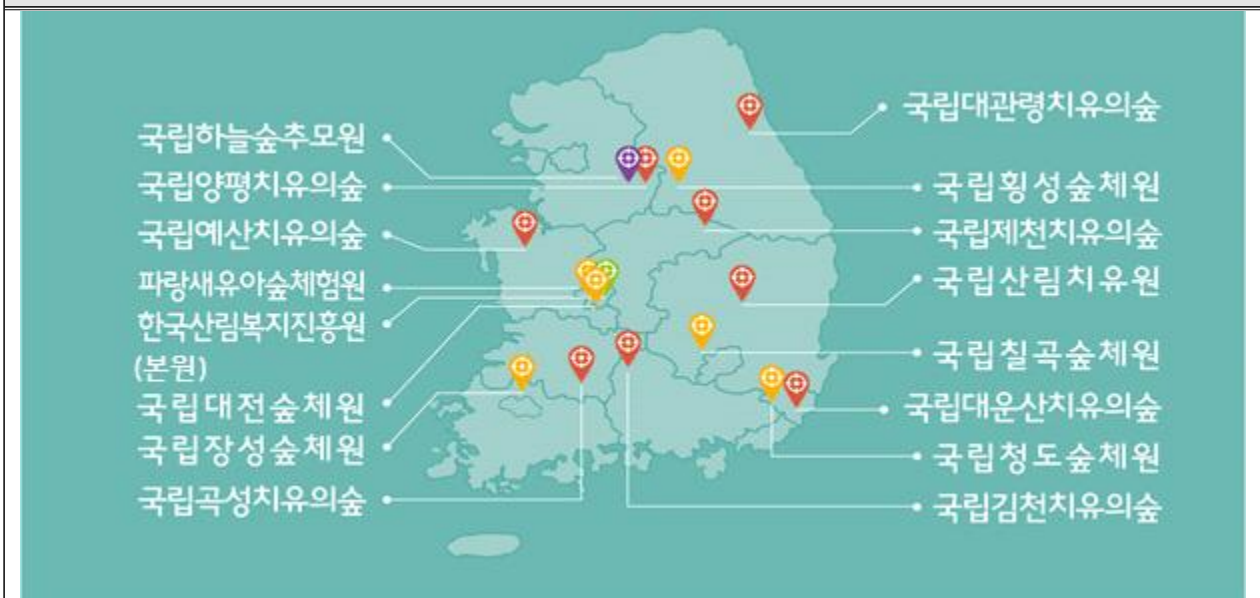 국립하늘숲추모원
국립양평치유의숲
국립예산치유의숲
파랑새유아숲체험원
한국산림복지진흥원
(본원)
국립대전숲체원
국립장성숲체원
국립곡성치유의숲
국립대관령치유의숲
국립횡성숲체원
국립제천치유의숲
국립산림치유원
국립칠곡숲체원
국립대운산치유의숲
국립청도숲체원
국립김천치유의숲